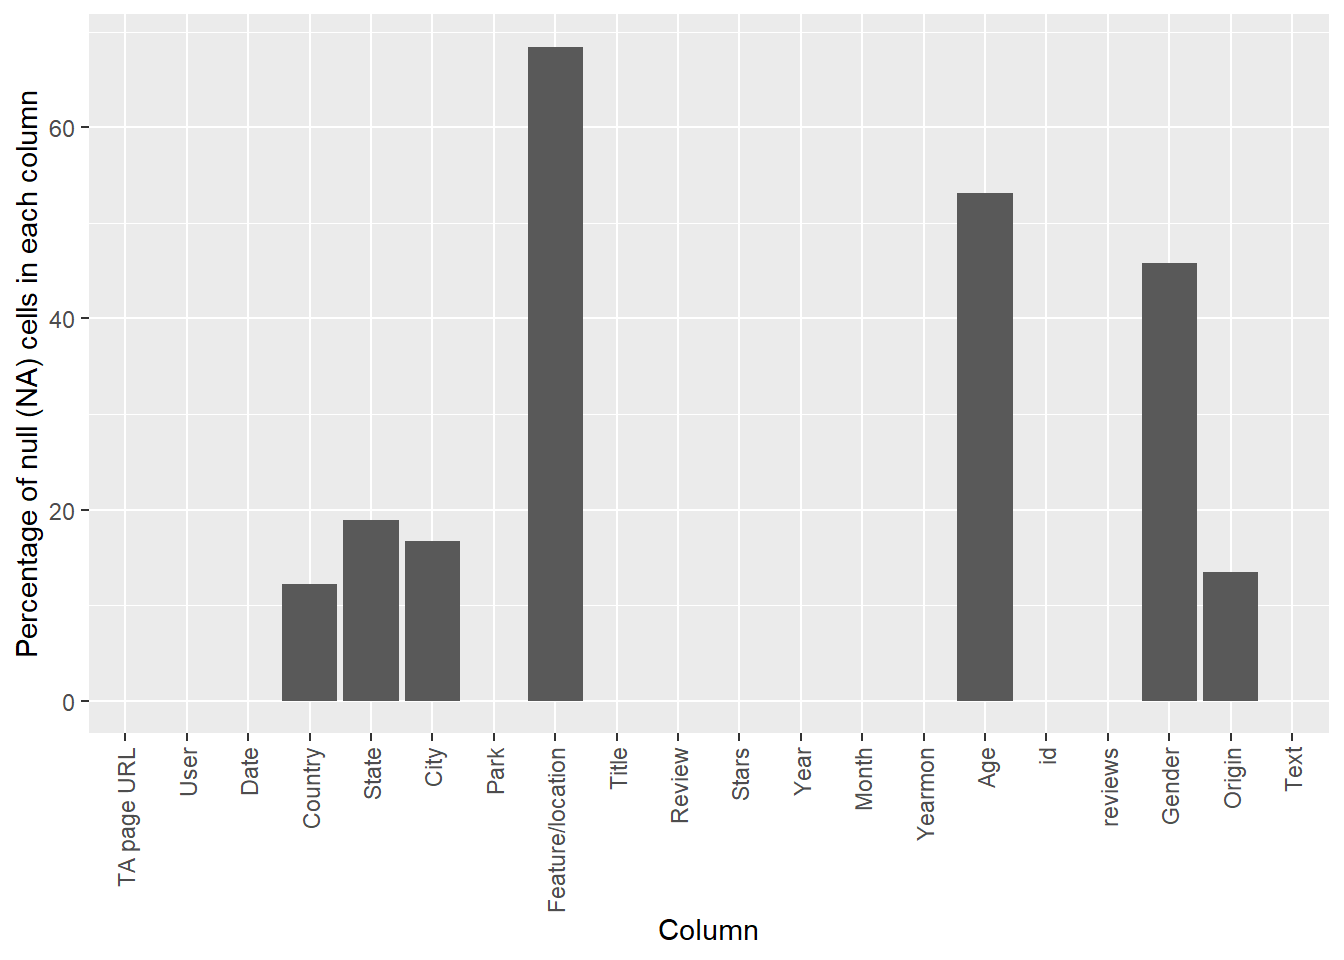 Percentage of null (NA) cells in each column
60
40
20
0
TA page URL
User
Date
Country
State
City
Park
Feature/location
Title
Review
Stars
Year
Month
Yearmon
Age
id
reviews
Gender
Origin
Text
Column